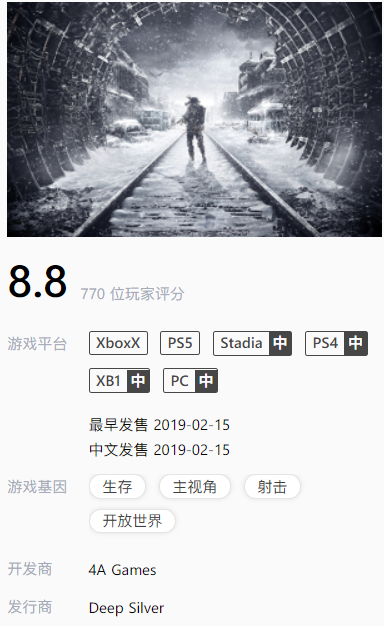 8.8 770 位玩家评分
游戏平台 XboxX PS5 Stadia 中 PS4 中
XB1 中 PC 中
最早发售 2019-02-15
中文发售 2019-02-15
游戏基因 生存 主视角 射击
开放世界
开发商 4A Games
发行商 Deep Silver